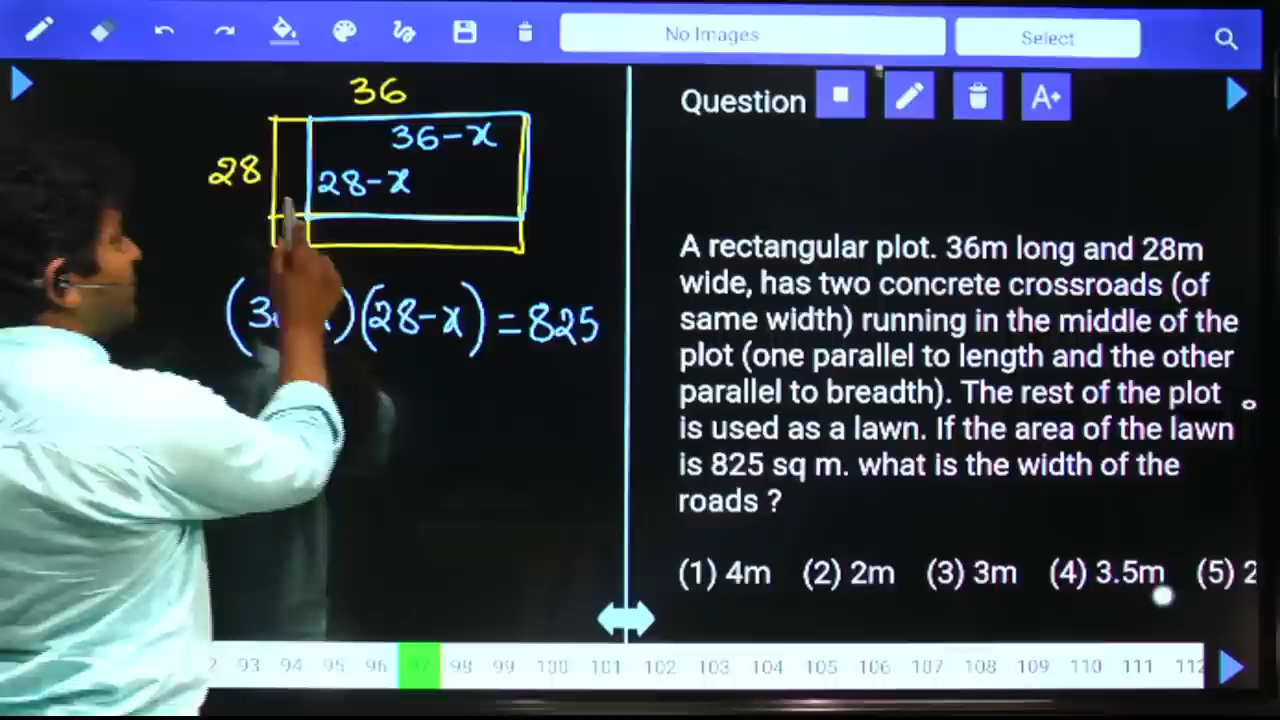 No Images
Select
36
28
36-x
28-x
)(28-x)=825
Question
A+
A rectangular plot. 36m long and 28m
wide, has two concrete crossroads (of
same width) running in the middle of the
plot (one parallel to length and the other
parallel to breadth). The rest of the plot
is used as a lawn. If the area of the lawn
is 825 sq m. what is the width of the
roads ?
(1) 4m (2) 2m (3) 3m (4) 3.5m (5) 2
93 94 95 96 97 98 99 100 101 102 103 104 105 106 107 108 109 110 111 112